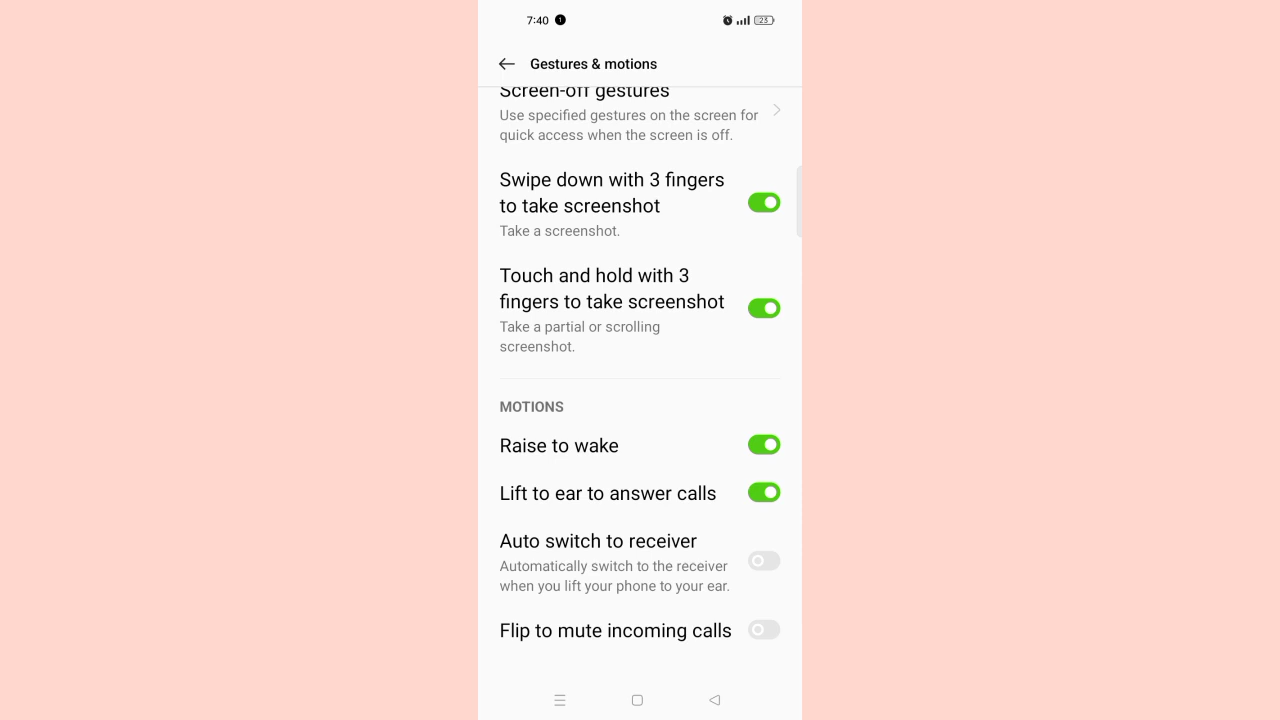 7:40 1 23
Gestures & motions
Screen-off gestures
Use specified gestures on the screen for
quick access when the screen is off.
Swipe down with 3 fingers
to take screenshot
Take a screenshot.
Touch and hold with 3
fingers to take screenshot
Take a partial or scrolling
screenshot.
MOTIONS
Raise to wake
Lift to ear to answer calls
Auto switch to receiver
Automatically switch to the receiver
when you lift your phone to your ear.
Flip to mute incoming calls